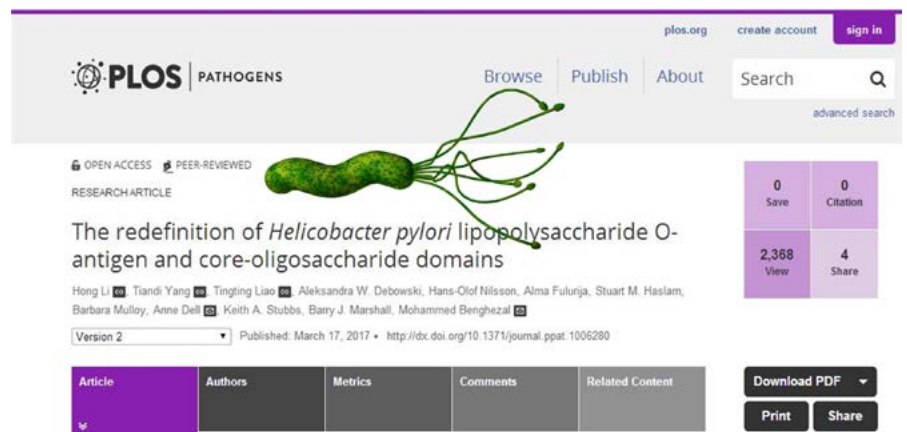 plos.org create account sign in
PLOS PATHOGENS Browse Publish About Search
advanced search
OPEN ACCESS PEER-REVIEWED
RESEARCH ARTICLE
0 Save 0 Citation
The redefinition of Helicobacter pylori lipopolysaccharide O-
antigen and core-oligosaccharide domains
2,368 View 4 Share
Hong Li, Tiandi Yang, Tingting Liao, Aleksandra W. Debowski, Hans-Olof Nilsson, Alma Fulurija, Stuart M. Haslam,
Barbara Mulloy, Anne Dell, Keith A. Stubbs, Barry J. Marshall, Mohammed Benghezal
Version 2 Published: March 17, 2017 • http://dx.doi.org/10.1371/journal.ppat.1006280
Article Authors Metrics Comments Related Content Download PDF
Print Share